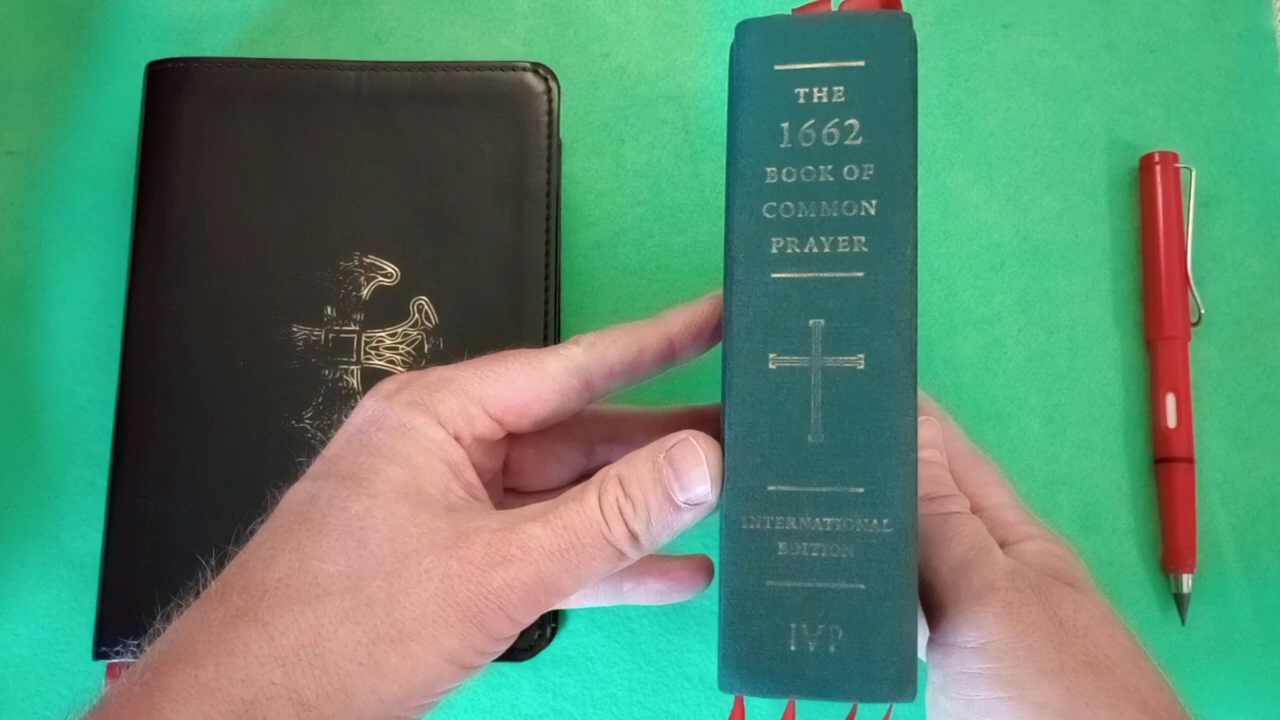 THE
1662
BOOK OF
COMMON
PRAYER
INTERNATIONAL
EDITION
IVP